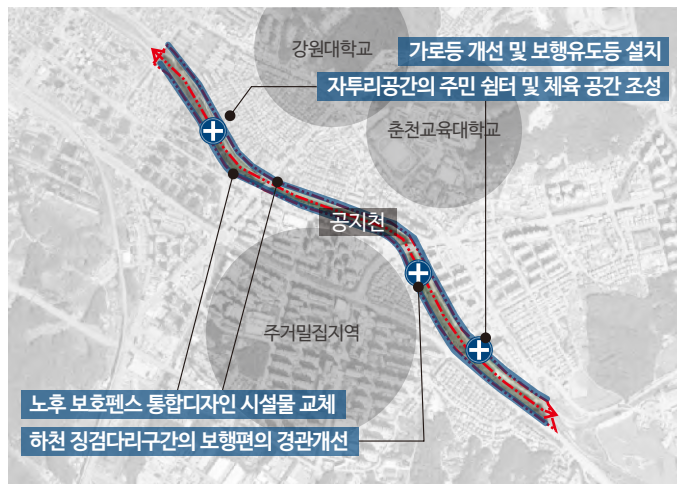 강원대학교
가로등 개선 및 보행유도등 설치
자투리공간의 주민 쉼터 및 체육 공간 조성
춘천교육대학교
공지천
주거밀집지역
노후 보호펜스 통합디자인 시설물 교체
하천 징검다리구간의 보행편의 경관개선